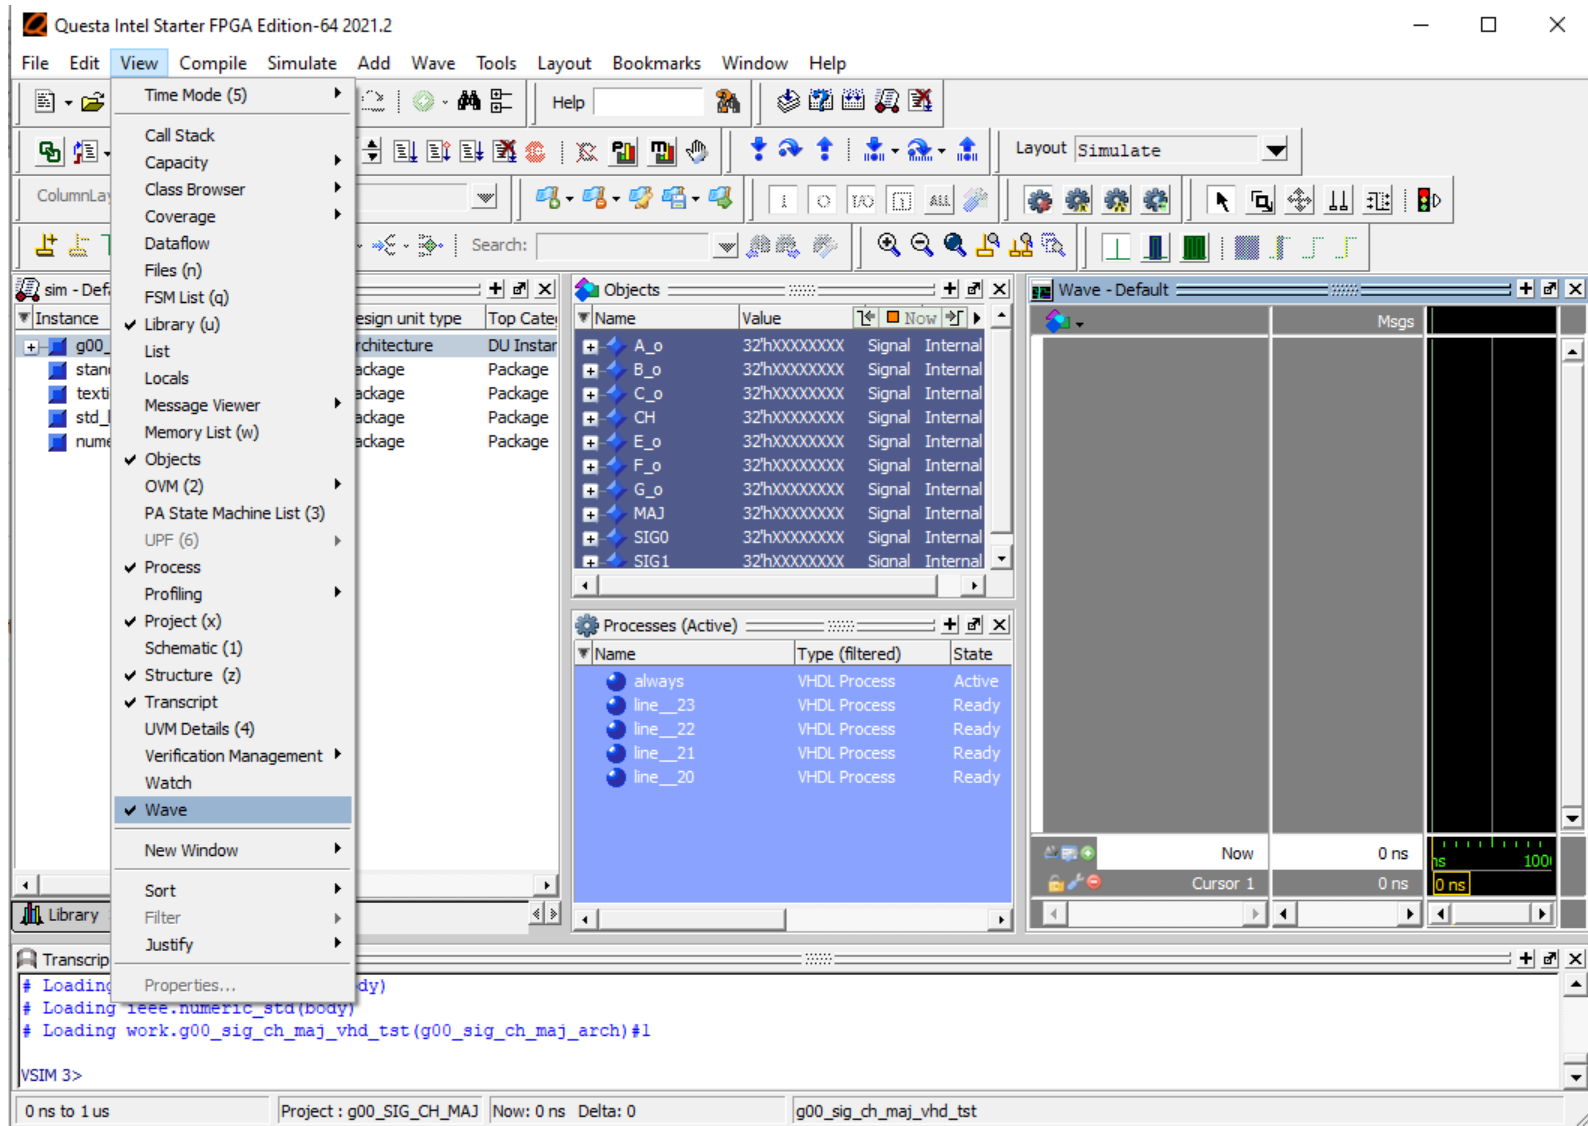 Questa Intel Starter FPGA Edition-64 2021.2
File Edit View Compile Simulate Add Wave Tools Layout Bookmarks Window Help
Help
Layout Simulate
ColumnLay
Search:
Time Mode (5)
Call Stack
Capacity
Class Browser
Coverage
Dataflow
Files (n)
FSM List (q)
Library (u)
List
Locals
Message Viewer
Memory List (w)
Objects
OVM (2)
PA State Machine List (3)
UPF (6)
Process
Profiling
Project (x)
Schematic (1)
Structure (z)
Transcript
UVM Details (4)
Verification Management
Watch
Wave
New Window
Sort
Filter
Justify
Properties...
sim - Def
Instance esign unit type Top Cate
g00_ rchitecture DU Instar
stan ackage Package
texti ackage Package
std_l ackage Package
nume ackage Package
Library
Objects
Name Value Now
A_o 32'hXXXXXXXX Signal Internal
B_o 32'hXXXXXXXX Signal Internal
C_o 32'hXXXXXXXX Signal Internal
CH 32'hXXXXXXXX Signal Internal
E_o 32'hXXXXXXXX Signal Internal
F_o 32'hXXXXXXXX Signal Internal
G_o 32'hXXXXXXXX Signal Internal
MAJ 32'hXXXXXXXX Signal Internal
SIG0 32'hXXXXXXXX Signal Internal
SIG1 32'hXXXXXXXX Signal Internal
Processes (Active)
Name Type (filtered) State
always VHDL Process Active
line__23 VHDL Process Ready
line__22 VHDL Process Ready
line__21 VHDL Process Ready
line__20 VHDL Process Ready
Wave - Default
Msgs
Now 0 ns ns 100
Cursor 1 0 ns 0 ns
Transcrip
# Loading dy)
# Loading ieee.numeric_std(body)
# Loading work.g00_sig_ch_maj_vhd_tst(g00_sig_ch_maj_arch)#1
VSIM 3>
0 ns to 1 us Project : g00_SIG_CH_MAJ Now: 0 ns Delta: 0 g00_sig_ch_maj_vhd_tst